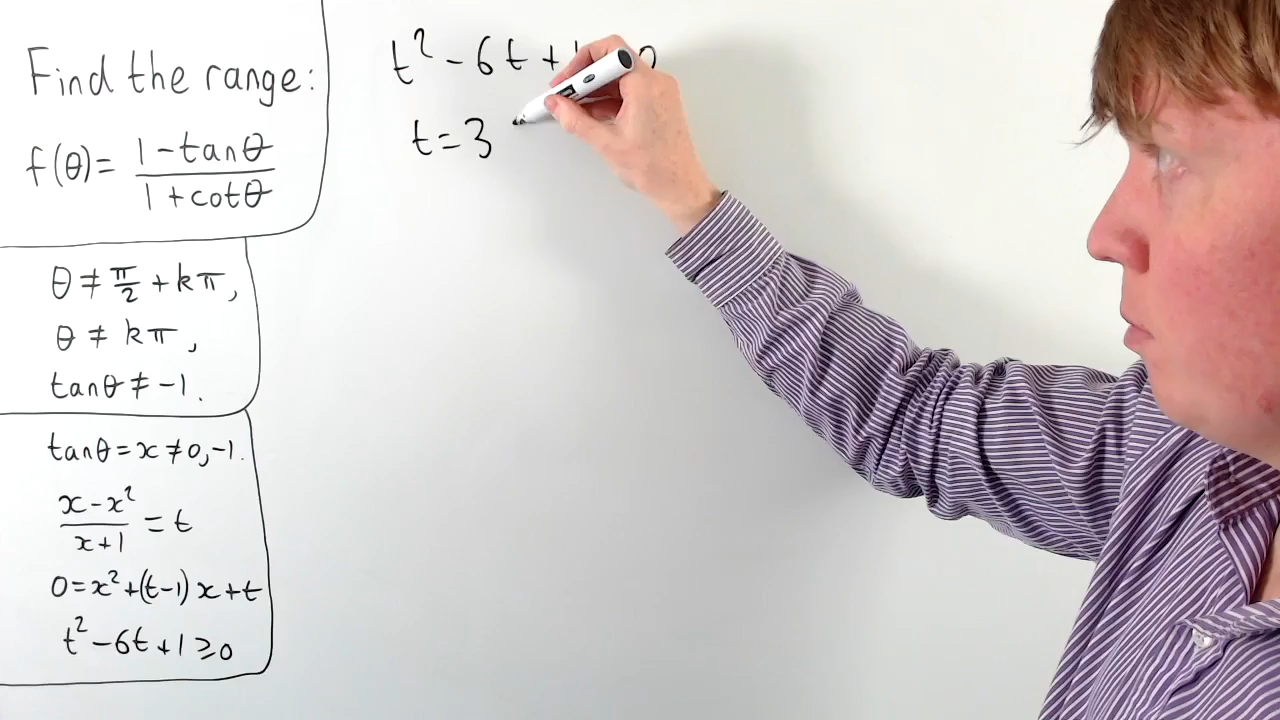 Find the range:
f(θ)= (1-tanθ)/(1+cotθ)
θ ≠ π/2 + kπ,
θ ≠ kπ,
tanθ ≠ -1.
tanθ = x ≠ 0, -1.
(x-x²)/(x+1) = t
0=x²+(t-1)x+t
t²-6t+1≥0
t²-6t+ 0
t=3